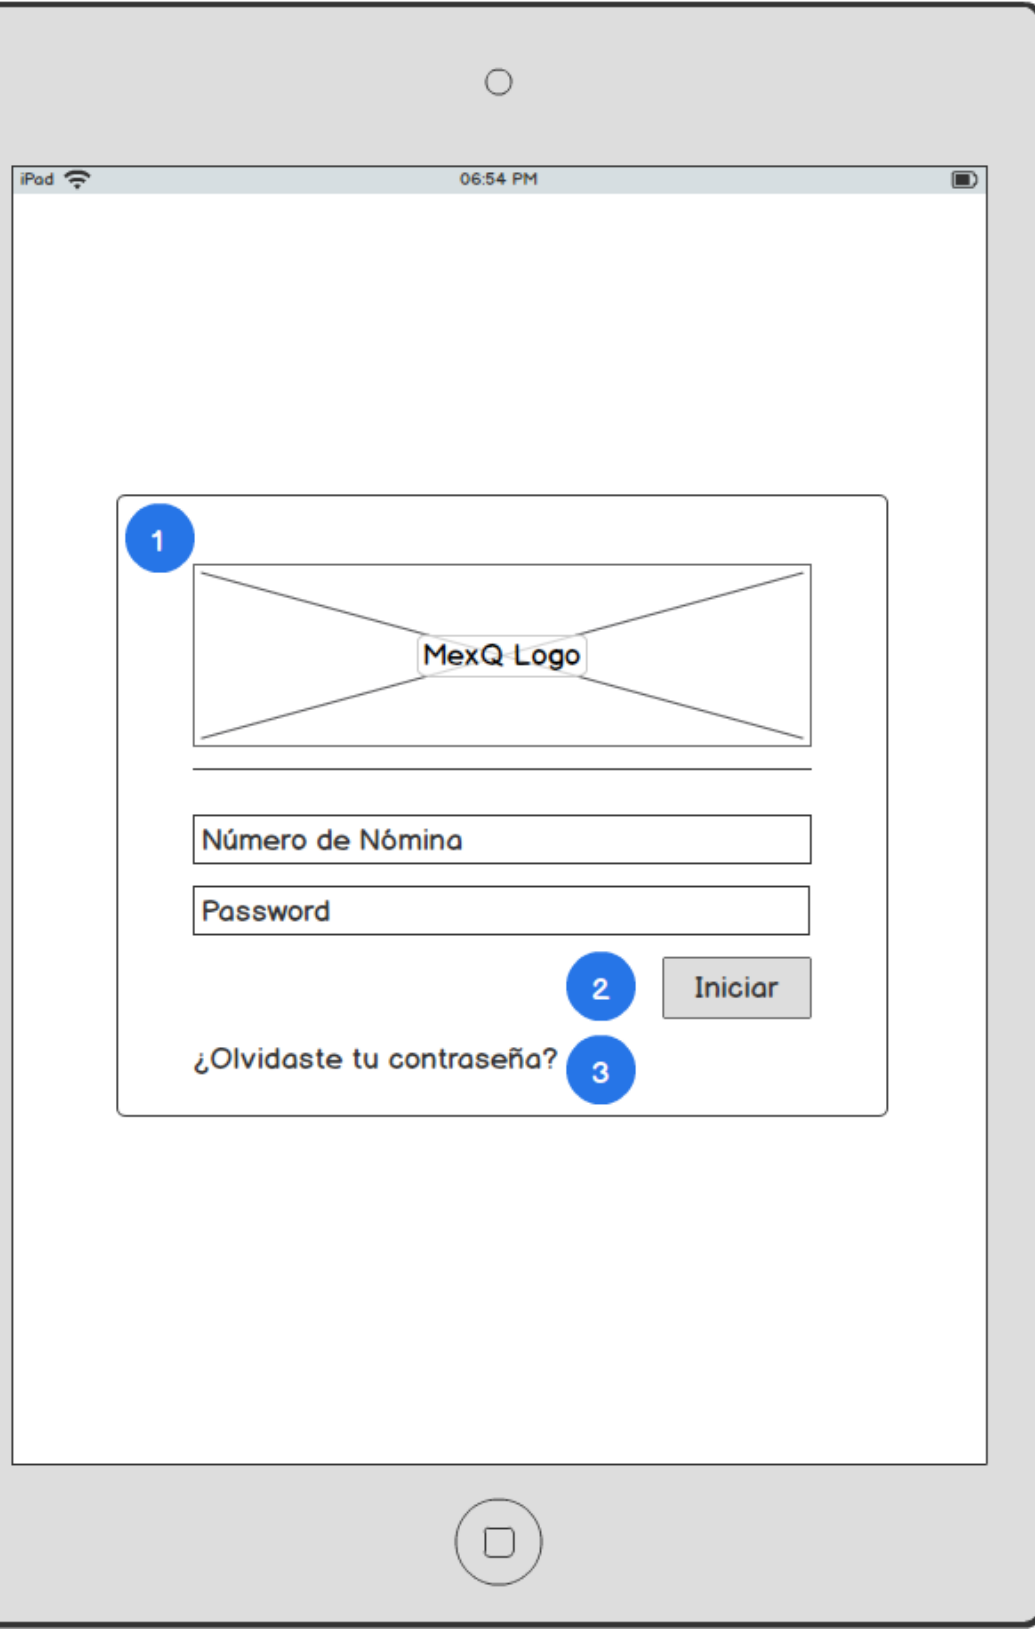 iPad 06:54 PM
1
MexQ Logo
Número de Nómina
Password
2 Iniciar
¿Olvidaste tu contraseña? 3